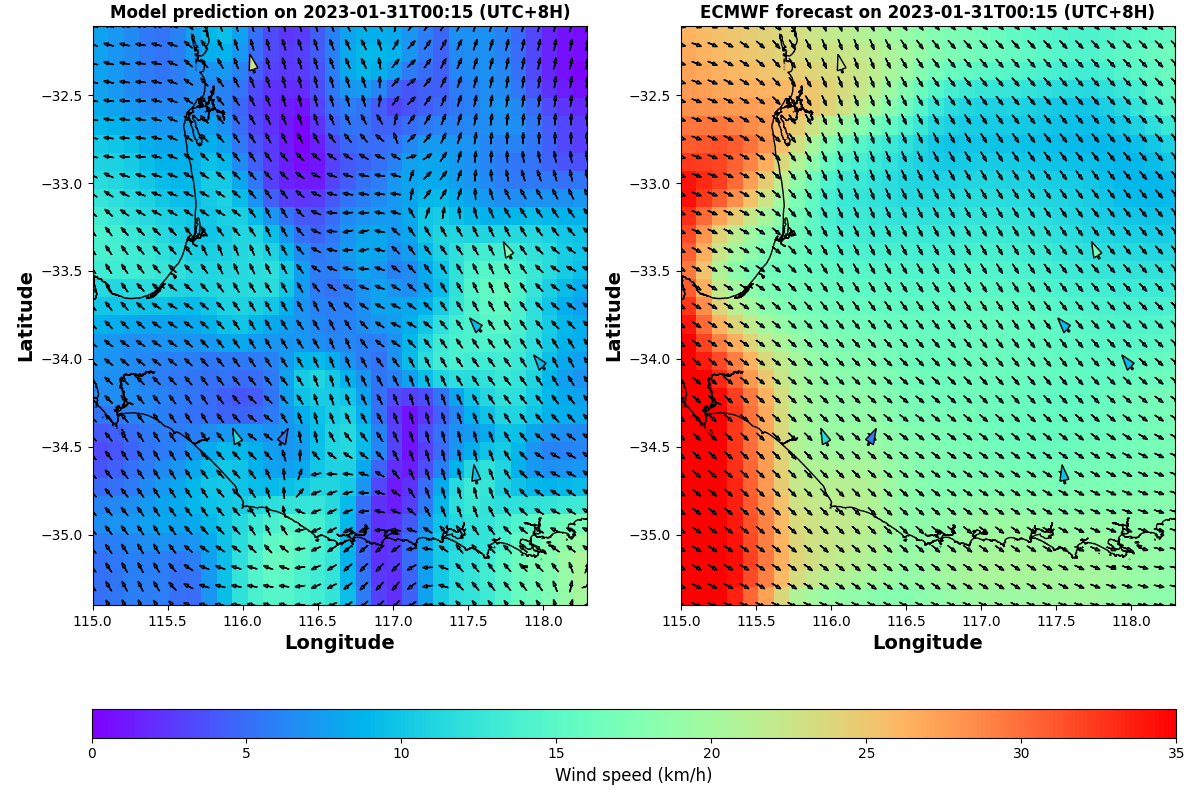 Model prediction on 2023-01-31T00:15 (UTC+8H)
ECMWF forecast on 2023-01-31T00:15 (UTC+8H)
Latitude
−32.5
−33.0
−33.5
−34.0
−34.5
−35.0
115.0 115.5 116.0 116.5 117.0 117.5 118.0
Longitude
Latitude
−32.5
−33.0
−33.5
−34.0
−34.5
−35.0
115.0 115.5 116.0 116.5 117.0 117.5 118.0
Longitude
0 5 10 15 20 25 30 35
Wind speed (km/h)